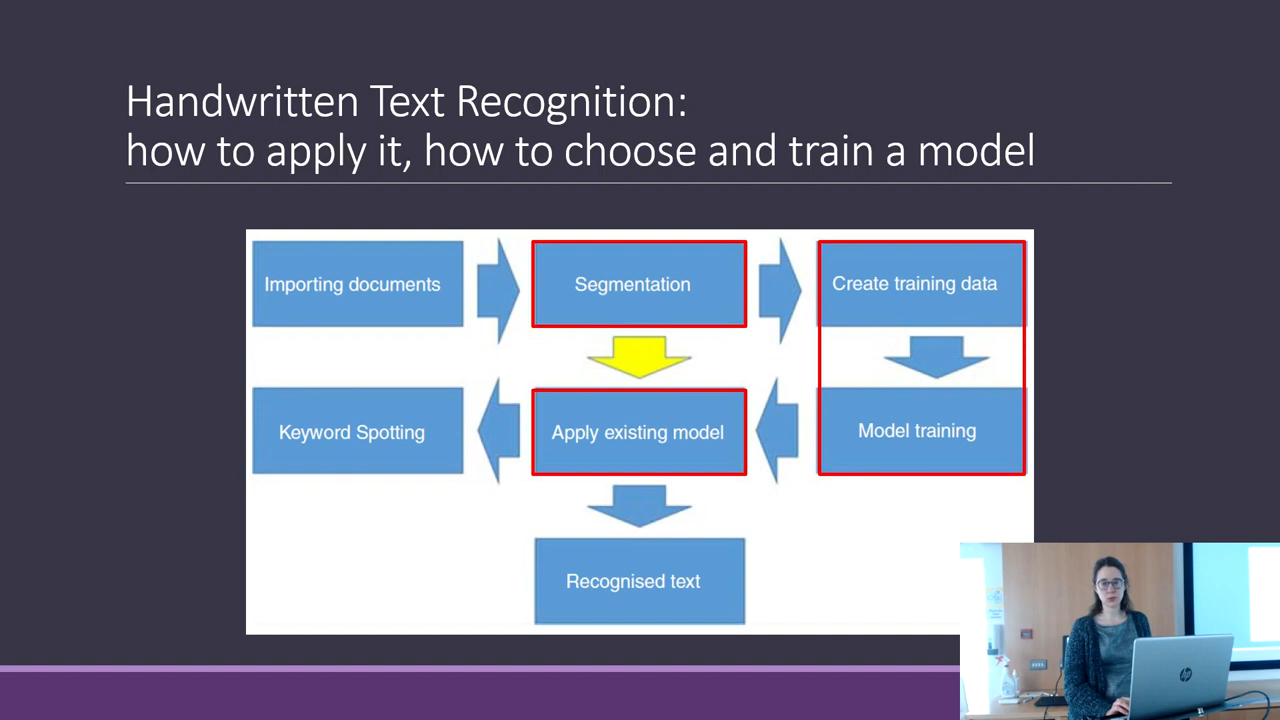 Handwritten Text Recognition:
how to apply it, how to choose and train a model
Importing documents
Segmentation
Create training data
Keyword Spotting
Apply existing model
Model training
Recognised text
hp